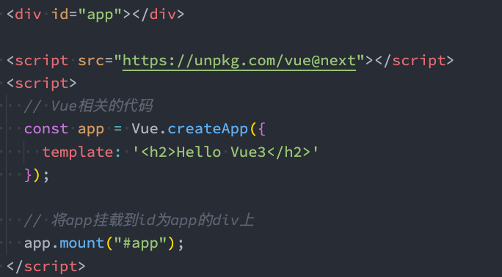 <div id="app"></div>
<script src="https://unpkg.com/vue@next"></script>
<script>
// Vue相关的代码
const app = Vue.createApp({
template: '<h2>Hello Vue3</h2>'
});
// 将app挂载到id为app的div上
app.mount("#app");
</script>